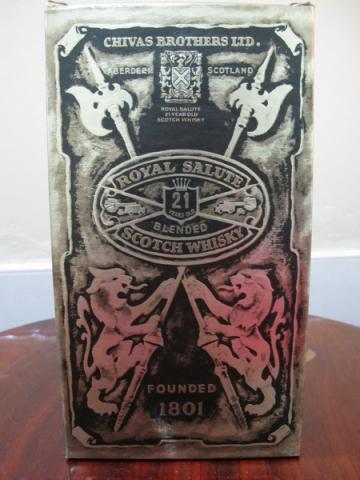 CHIVAS BROTHERS LTD.
ABERDEEN SCOTLAND
ROYAL SALUTE
21 YEAR OLD
SCOTCH WHISKY
ROYAL SALUTE
21
YEARS OLD
BLENDED
SCOTCH WHISKY
FOUNDED
1801